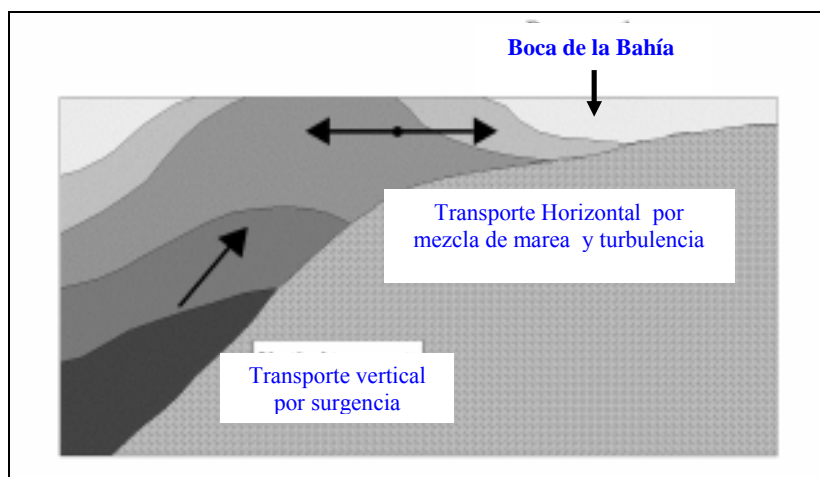 Boca de la Bahía
Transporte Horizontal por
mezcla de marea y turbulencia
Transporte vertical
por surgencia